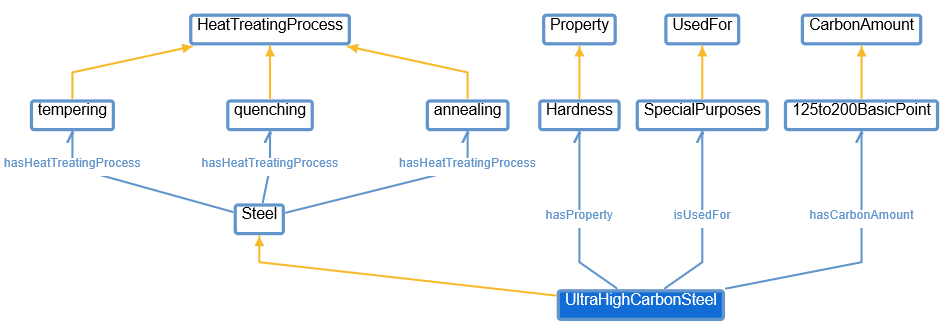 HeatTreatingProcess
Property
UsedFor
CarbonAmount
tempering
quenching
annealing
Hardness
SpecialPurposes
125to200BasicPoint
hasHeatTreatingProcess
hasHeatTreatingProcess
hasHeatTreatingProcess
Steel
hasProperty
isUsedFor
hasCarbonAmount
UltraHighCarbonSteel